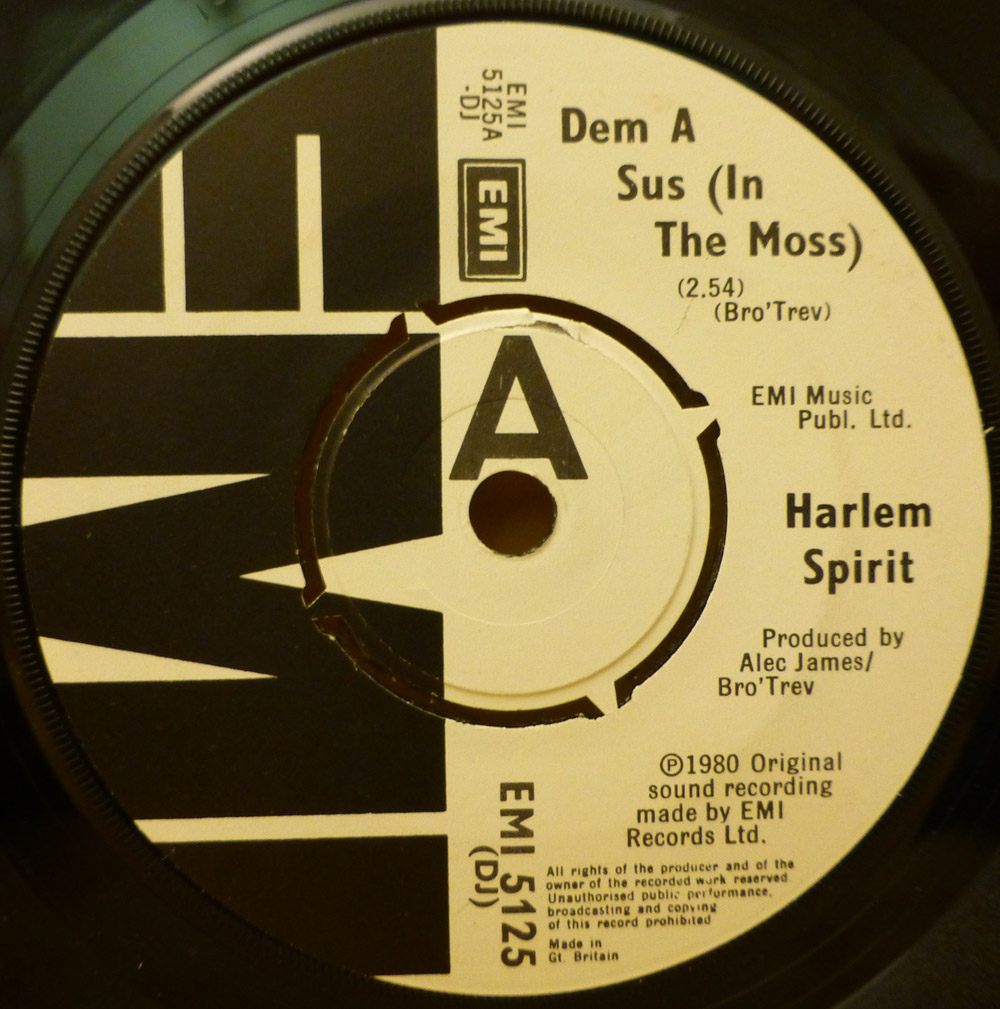 EMI
5125A
-DJ
EMI
Dem A
Sus (In
The Moss)
(2.54)
(Bro'Trev)
EMI Music
Publ. Ltd.
A
Harlem
Spirit
Produced by
Alec James/
Bro'Trev
℗1980 Original
sound recording
made by EMI
Records Ltd.
EMI 5125
(DJ)
All rights of the producer and of the
owner of the recorded work reserved.
Unauthorised public performance,
broadcasting and copying
of this record prohibited
Made in
Gt. Britain
EMI